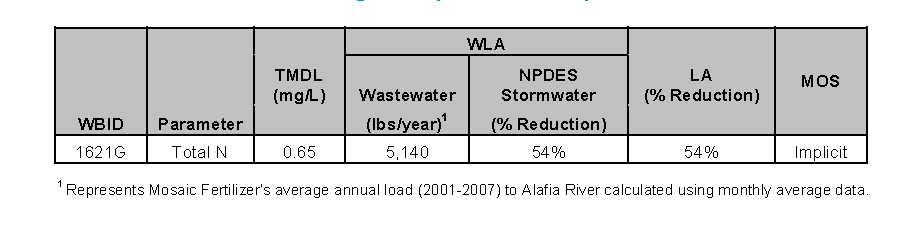 WBID
Parameter
TMDL
(mg/L)
WLA
Wastewater
(lbs/year)1
NPDES
Stormwater
(% Reduction)
LA
(% Reduction)
MOS
1621G Total N 0.65 5,140 54% 54% Implicit
1 Represents Mosaic Fertilizer's average annual load (2001-2007) to Alafia River calculated using monthly average data.